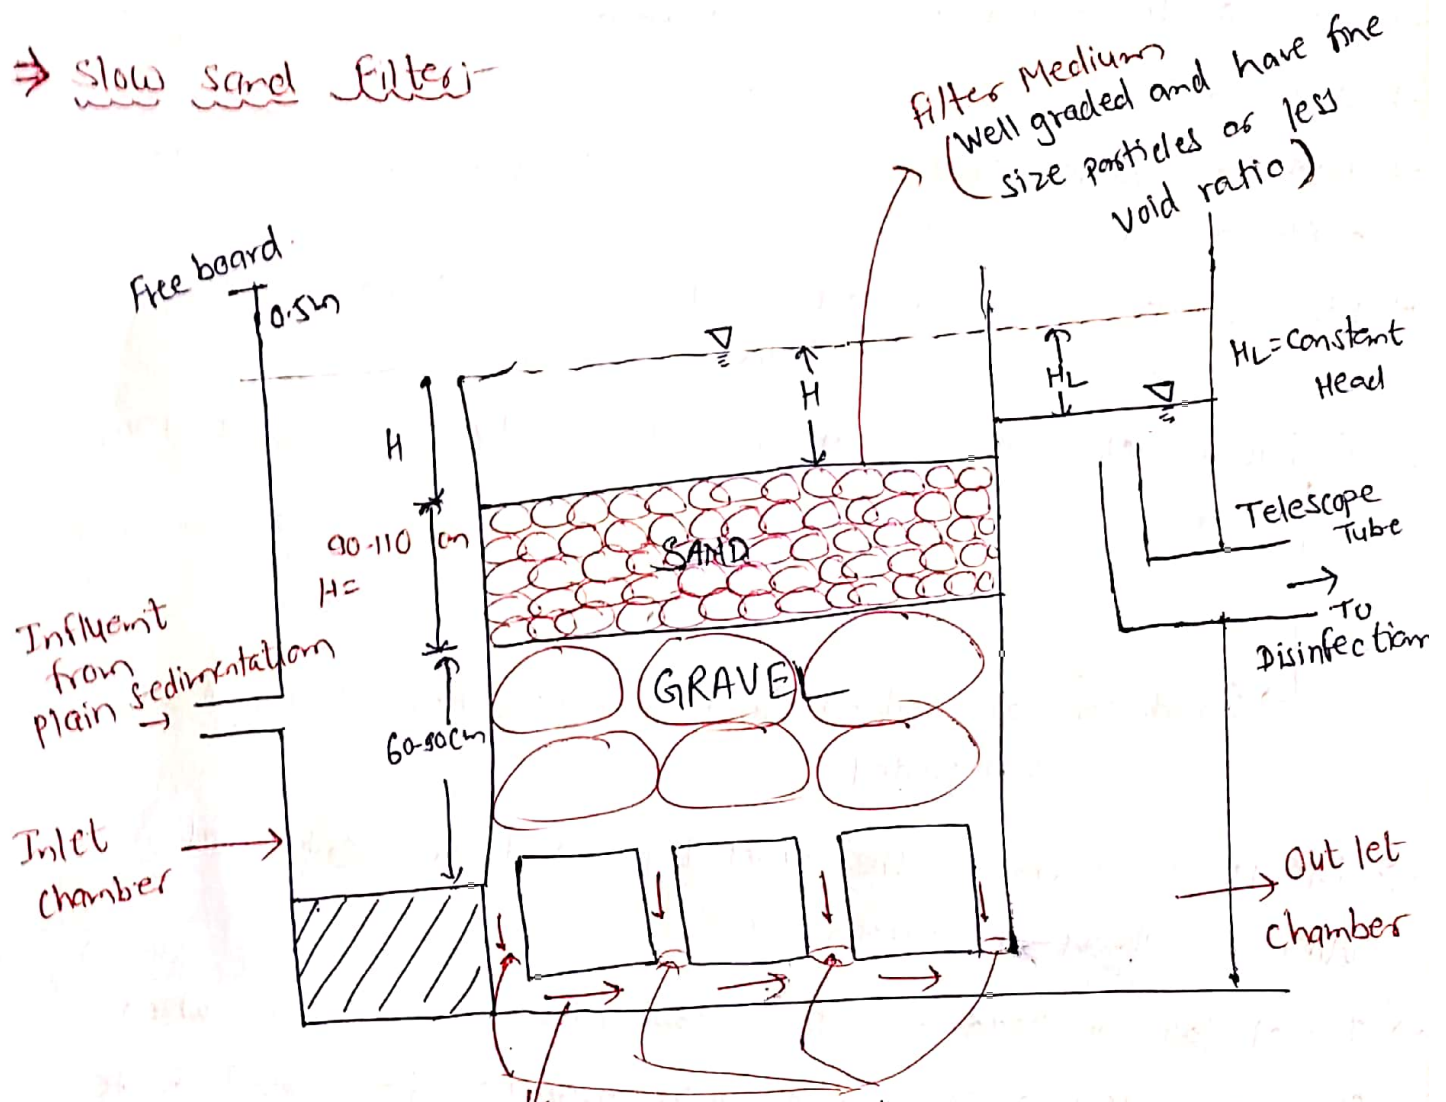 ⇒ Slow Sand Filter:-
Filter Medium
(Well graded and have fine
size particles or less
void ratio)
Free board
0.5m
H
H
HL
HL=Constant
Head
90-110 cm
H=
SAND
Telescope
Tube
To
Disinfection
Influent
from
plain sedimentation
GRAVEL
60-90cm
Inlet
chamber
Out let
chamber